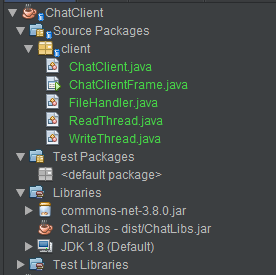 ChatClient
Source Packages
client
ChatClient.java
ChatClientFrame.java
FileHandler.java
ReadThread.java
WriteThread.java
Test Packages
<default package>
Libraries
commons-net-3.8.0.jar
ChatLibs - dist/ChatLibs.jar
JDK 1.8 (Default)
Test Libraries